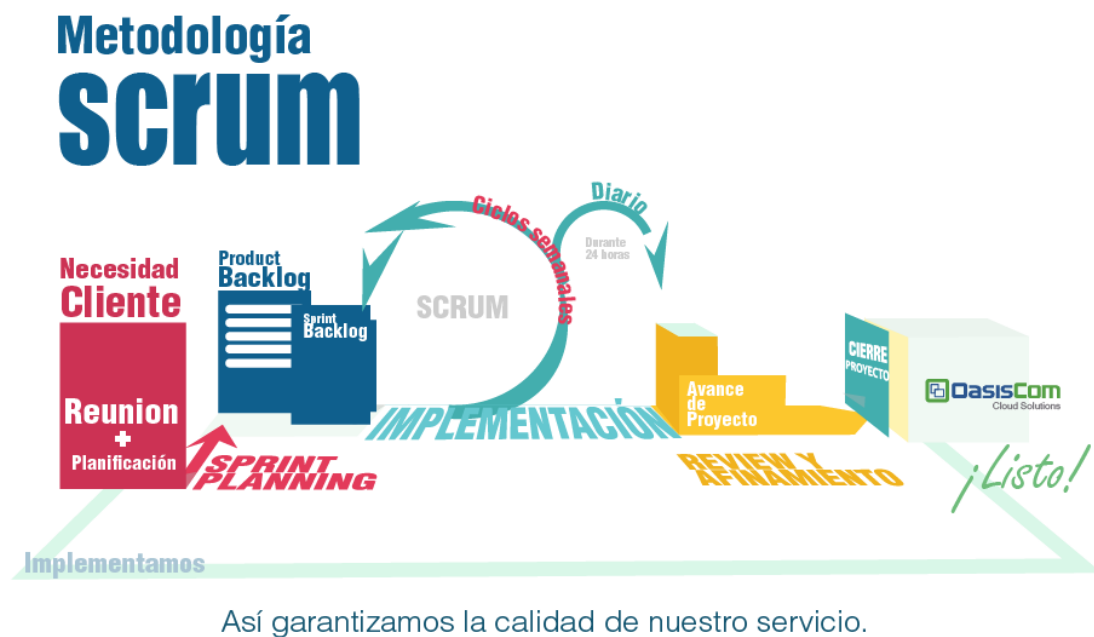 Metodología
scrum
Necesidad
Cliente
Reunion
+
Planificación
SPRINT
PLANNING
Product
Backlog
Sprint
Backlog
SCRUM
Ciclos semanales
Diario
Durante
24 horas
IMPLEMENTACIÓN
Avance
de
Proyecto
REVIEW Y
AFINAMIENTO
CIERRE
PROYECTO
OasisCom
Cloud Solutions
¡Listo!
Implementamos
Así garantizamos la calidad de nuestro servicio.